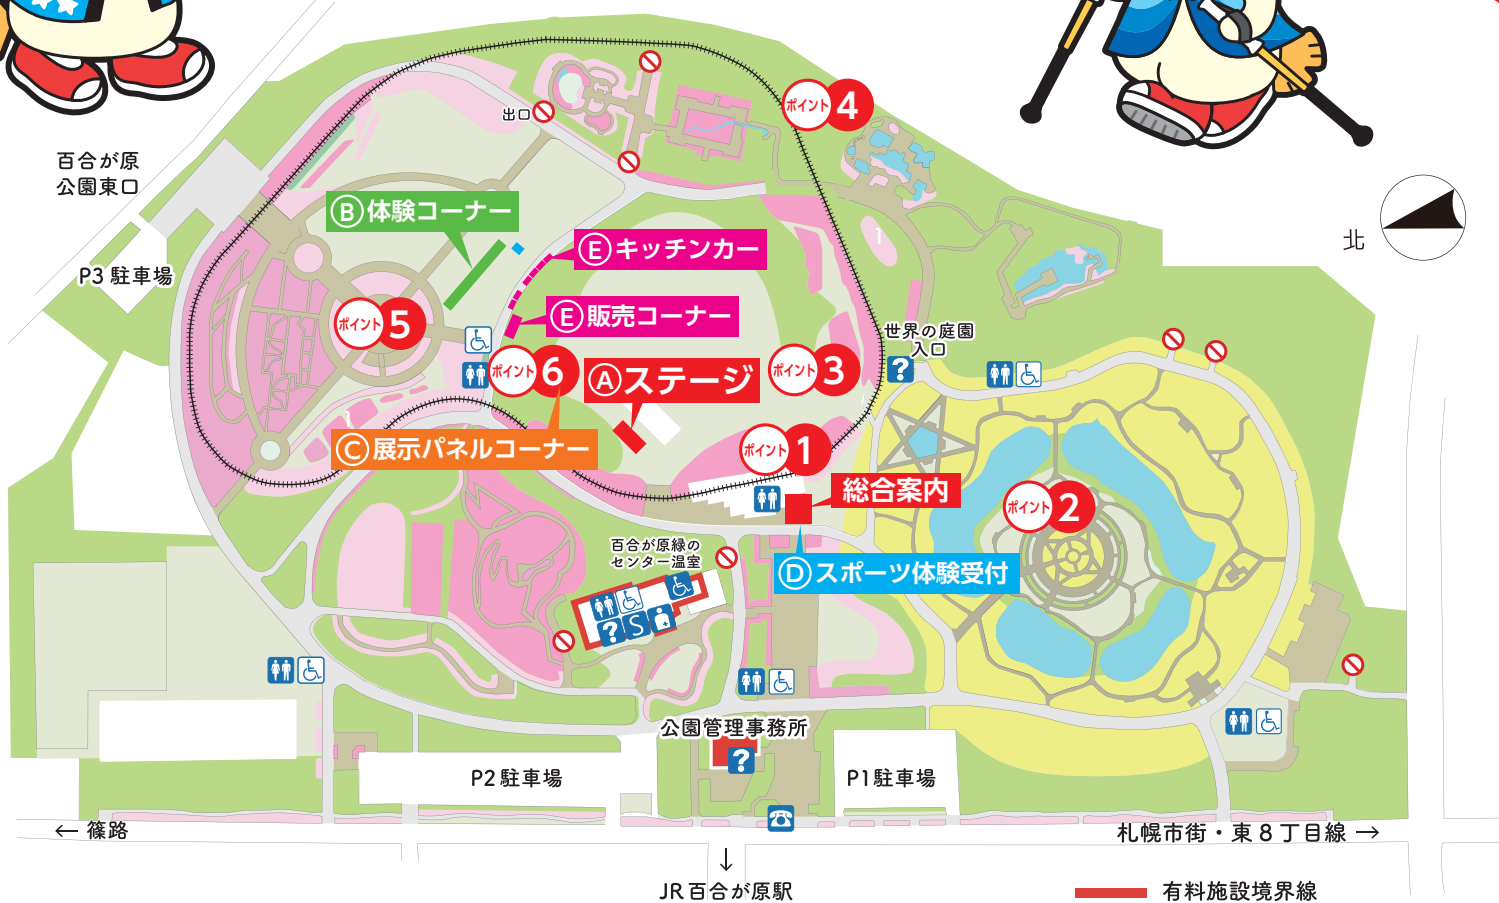 出口
ポイント 4
百合が原
公園東口
P3 駐車場
Ⓑ体験コーナー
Ⓔキッチンカー
Ⓔ販売コーナー
北
ポイント 5
ポイント 6
Ⓐステージ
ポイント 3
世界の庭園
入口
?
Ⓒ展示パネルコーナー
ポイント 1
総合案内
ポイント 2
百合が原緑の
センター温室
Ⓓスポーツ体験受付
? S
公園管理事務所
?
P2 駐車場
P1 駐車場
← 篠路
札幌市街・東8丁目線 →
↓
JR 百合が原駅
有料施設境界線